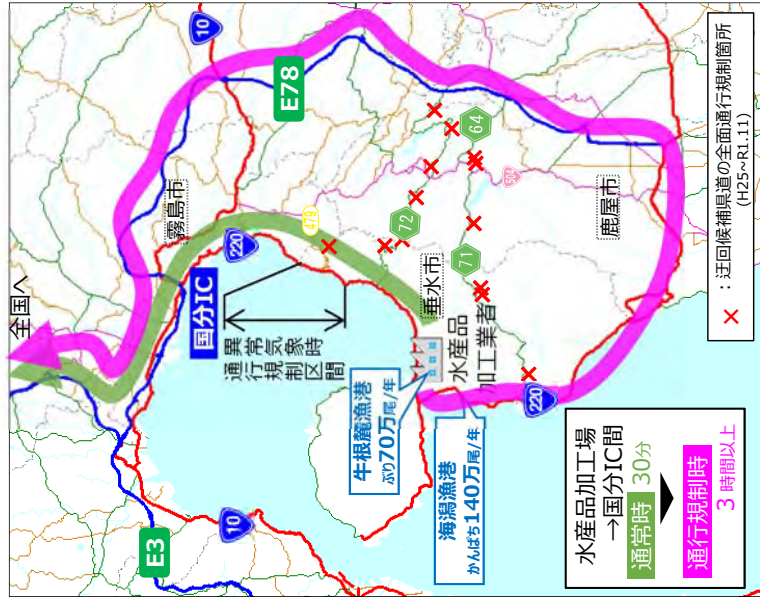 全国へ
10
E78
霧島市
479
220
国分IC
異常気象時
通行規制区間
72
64
504
71
垂水市
鹿屋市
水産品
加工業者
牛根麓漁港
ぶり70万尾/年
海潟漁港
かんぱち140万尾/年
220
10
E3
水産品加工場
→国分IC間
通常時 30分
通行規制時
3時間以上
×：迂回候補県道の全面通行規制箇所
(H25~R1.11)